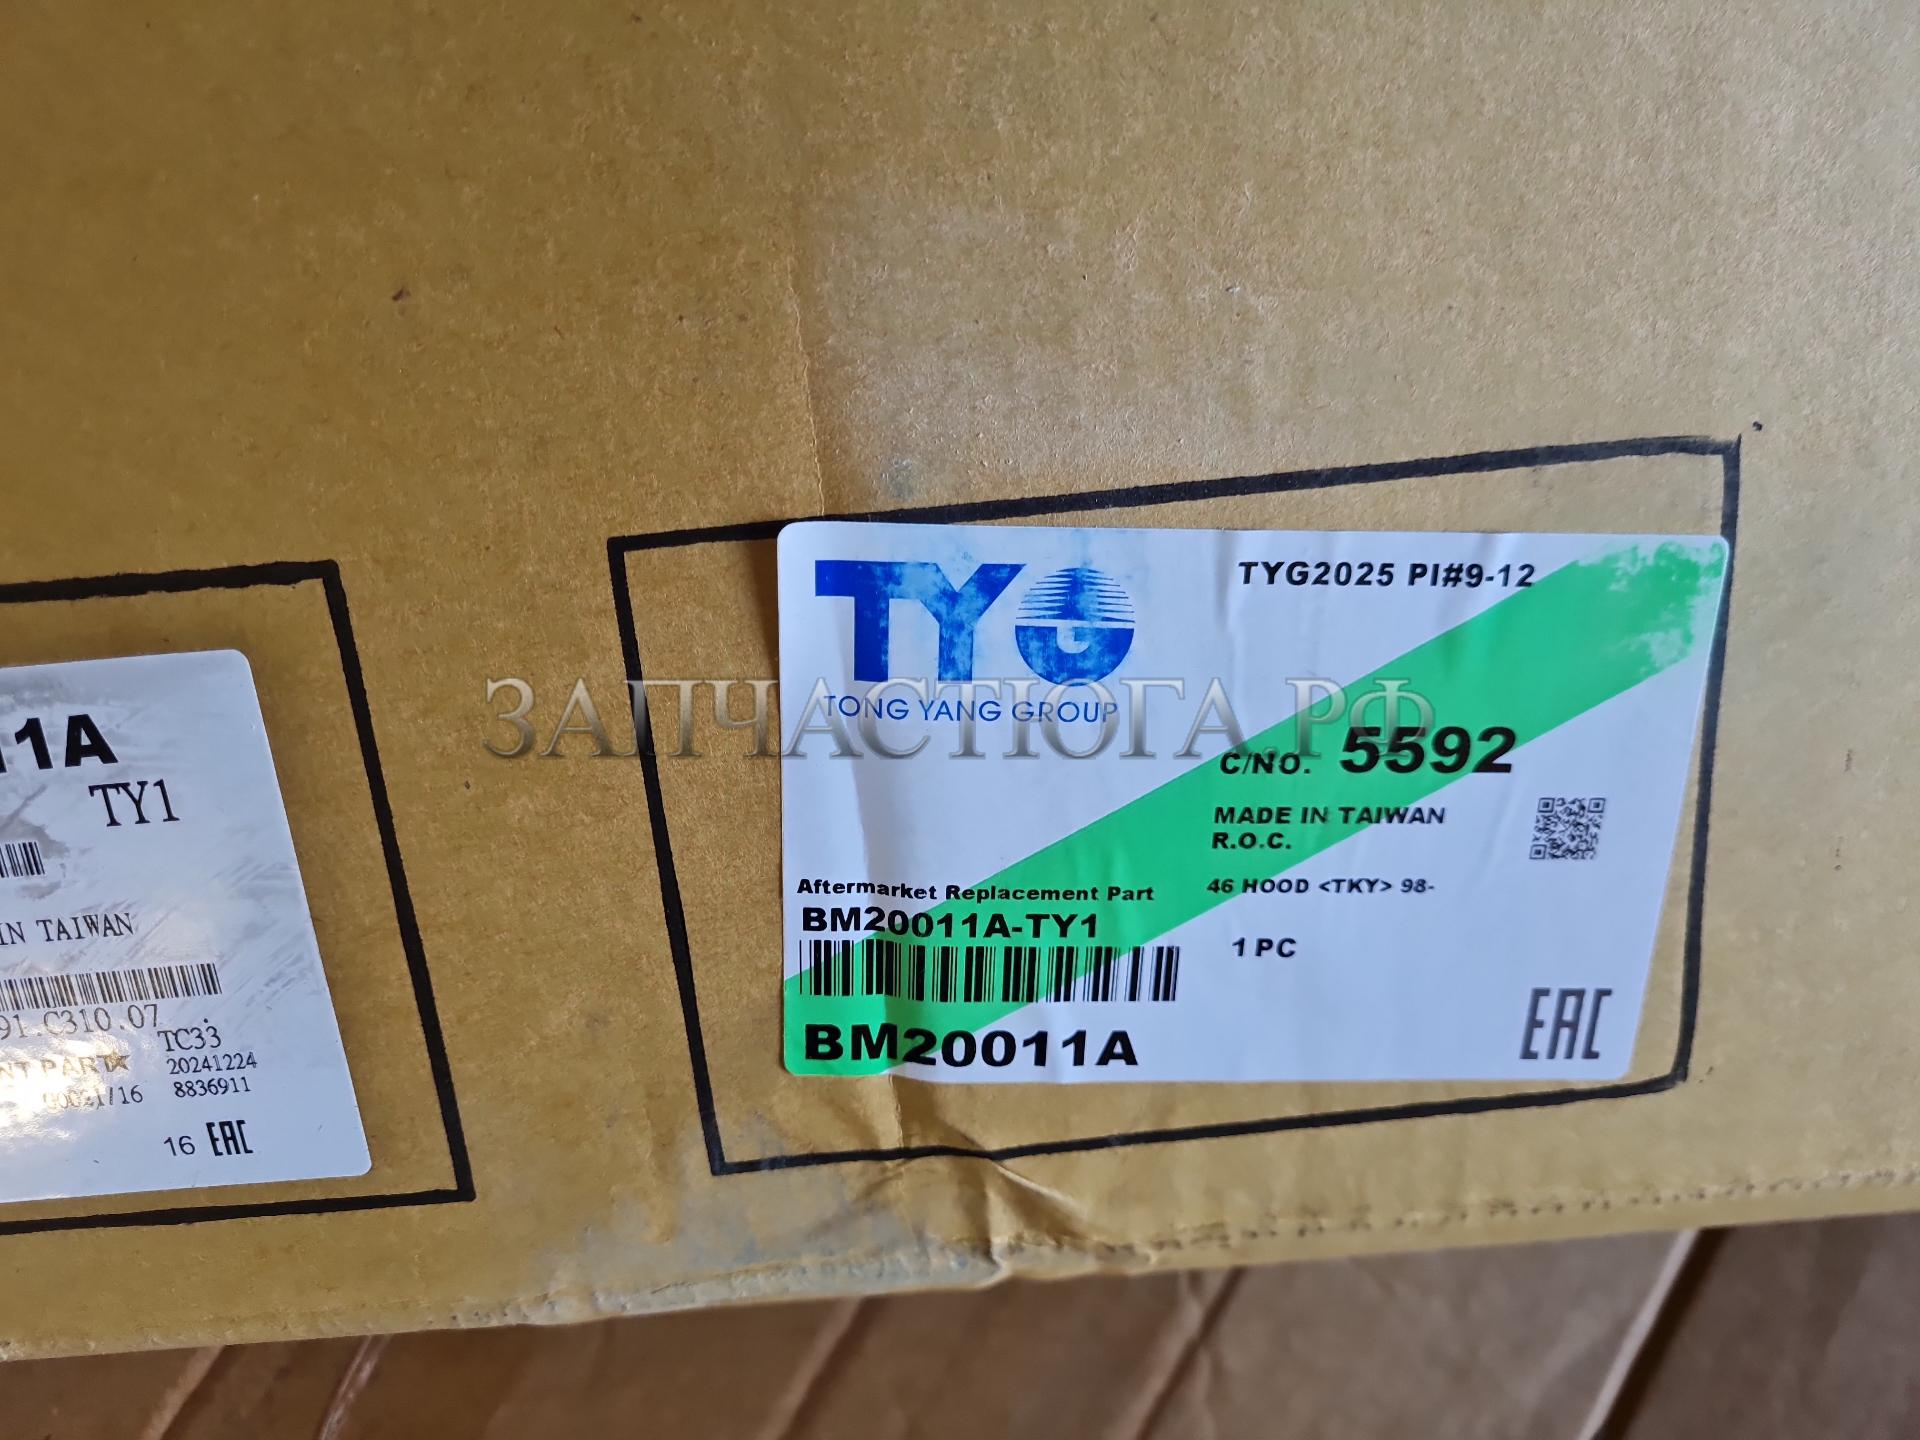 11A
TY1
IN TAIWAN
91.C310.07
TC33
20241224
00021/16
8836911
16 EAC
TYG
TONG YANG GROUP
TYG2025 PI#9-12
ЗАПЧАСТЮГА.РФ
C/NO. 5592
MADE IN TAIWAN
R.O.C.
Aftermarket Replacement Part
46 HOOD <TKY> 98-
BM20011A-TY1
1 PC
BM20011A
EAC